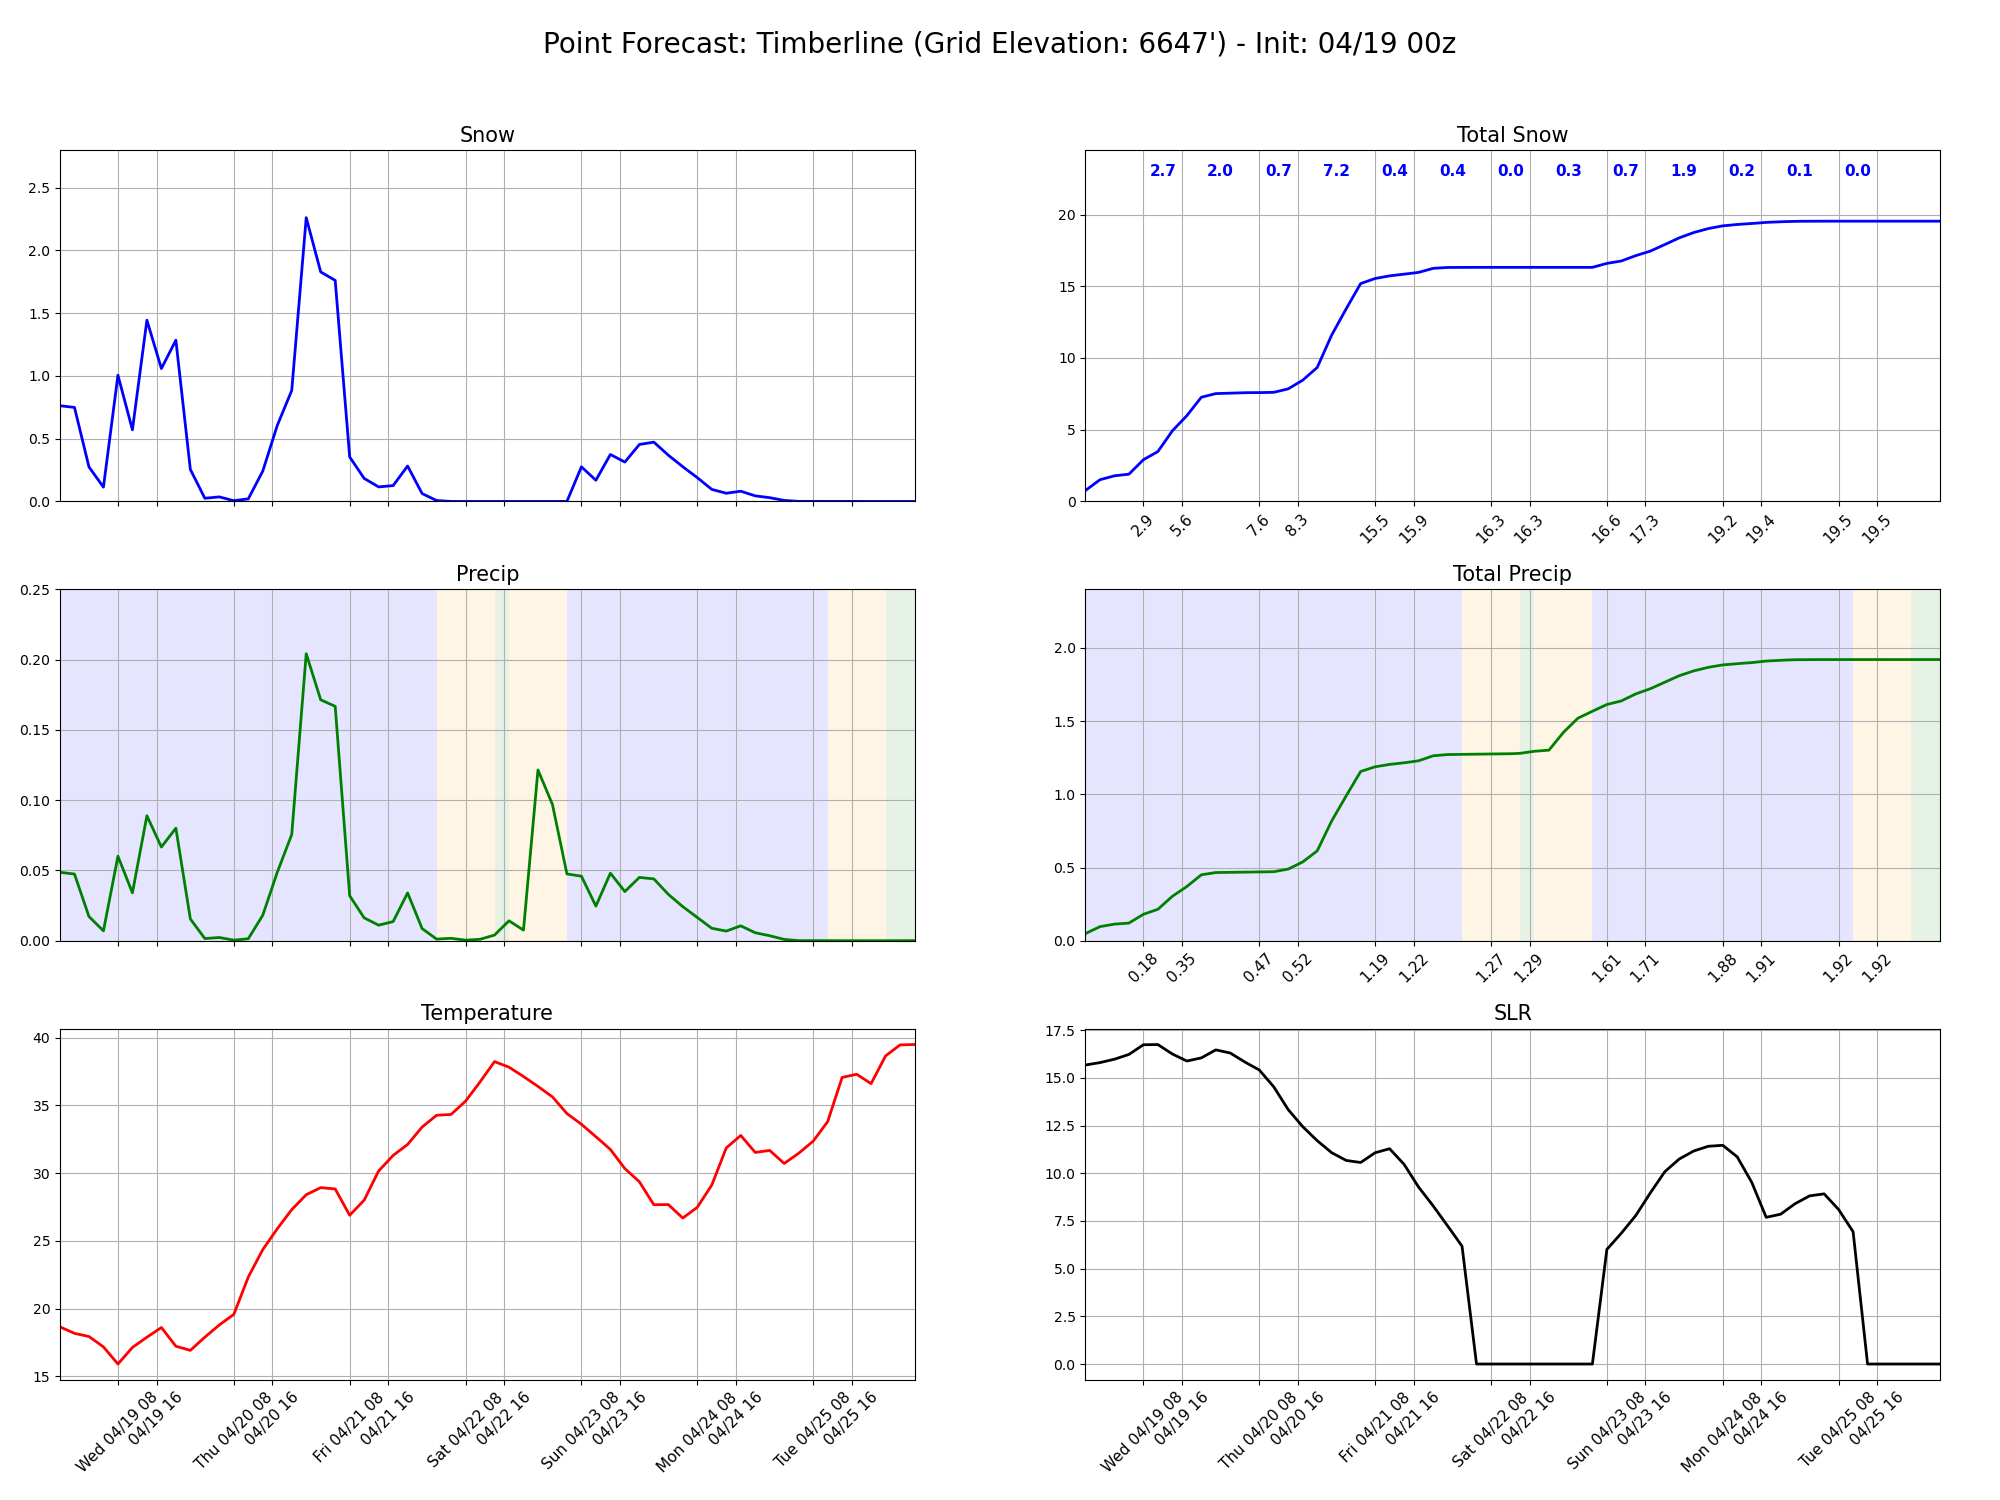 Point Forecast: Timberline (Grid Elevation: 6647') - Init: 04/19 00z
Snow
2.5
2.0
1.5
1.0
0.5
0.0
Total Snow
2.7 2.0 0.7 7.2 0.4 0.4 0.0 0.3 0.7 1.9 0.2 0.1 0.0
20
15
10
5
0
2.9 5.6 7.6 8.3 15.5 15.9 16.3 16.3 16.6 17.3 19.2 19.4 19.5 19.5
Precip
0.25
0.20
0.15
0.10
0.05
0.00
Total Precip
2.0
1.5
1.0
0.5
0.0
0.18 0.35 0.47 0.52 1.19 1.22 1.27 1.29 1.61 1.71 1.88 1.91 1.92 1.92
Temperature
40
35
30
25
20
15
Wed 04/19 08
04/19 16
Thu 04/20 08
04/20 16
Fri 04/21 08
04/21 16
Sat 04/22 08
04/22 16
Sun 04/23 08
04/23 16
Mon 04/24 08
04/24 16
Tue 04/25 08
04/25 16
SLR
17.5
15.0
12.5
10.0
7.5
5.0
2.5
0.0
Wed 04/19 08
04/19 16
Thu 04/20 08
04/20 16
Fri 04/21 08
04/21 16
Sat 04/22 08
04/22 16
Sun 04/23 08
04/23 16
Mon 04/24 08
04/24 16
Tue 04/25 08
04/25 16